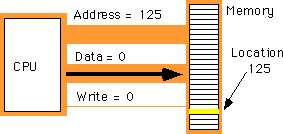 Address = 125
Memory
Data = 0
Location
125
CPU
Write = 0